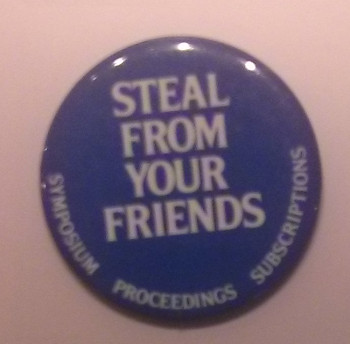 STEAL
FROM
YOUR
FRIENDS
SYMPOSIUM PROCEEDINGS SUBSCRIPTIONS